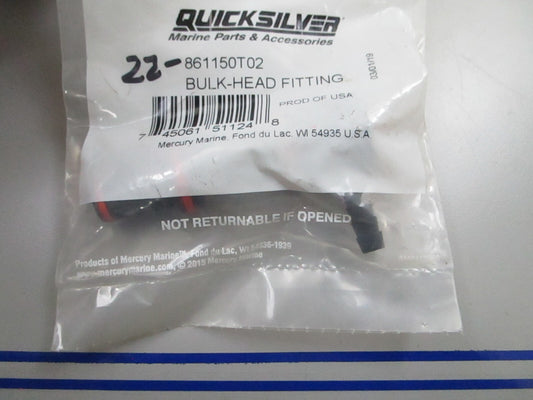 QUICKSILVER
Marine Parts & Accessories
22-861150T02
BULK-HEAD FITTING
PROD OF USA
7 45061 51124 8
Mercury Marine, Fond du Lac, WI 54935 U.S.A
NOT RETURNABLE IF OPENED
Products of Mercury Marine, Fond du Lac, WI 54936-1939
www.mercurymarine.com, © 2015 Mercury Marine